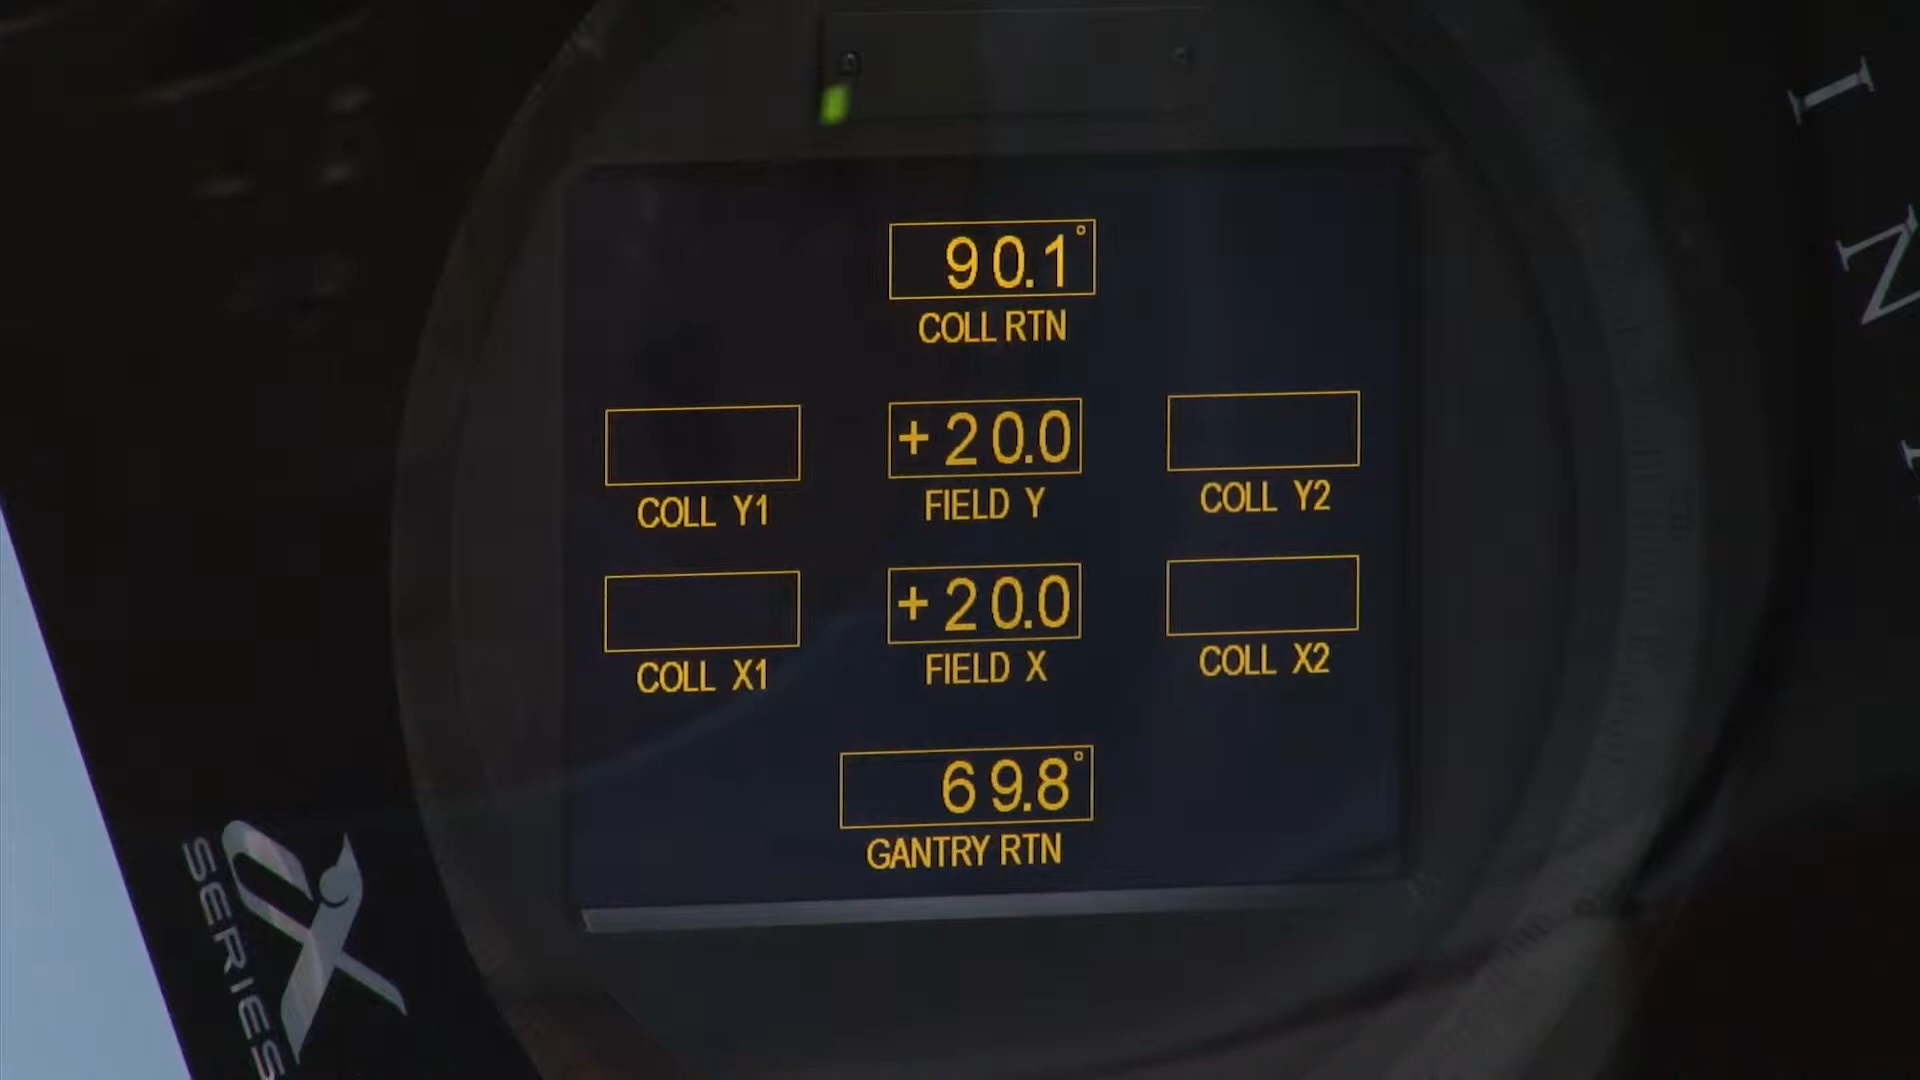 90.1°
COLL RTN
+20.0
COLL Y1 FIELD Y COLL Y2
+20.0
COLL X1 FIELD X COLL X2
69.8°
GANTRY RTN
iX
SERIES
I N